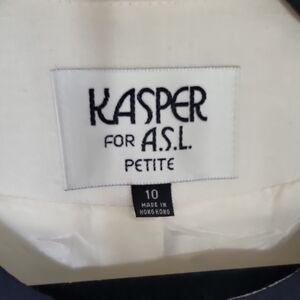 KASPER
FOR A.S.L.
PETITE
10
MADE IN
HONG KONG